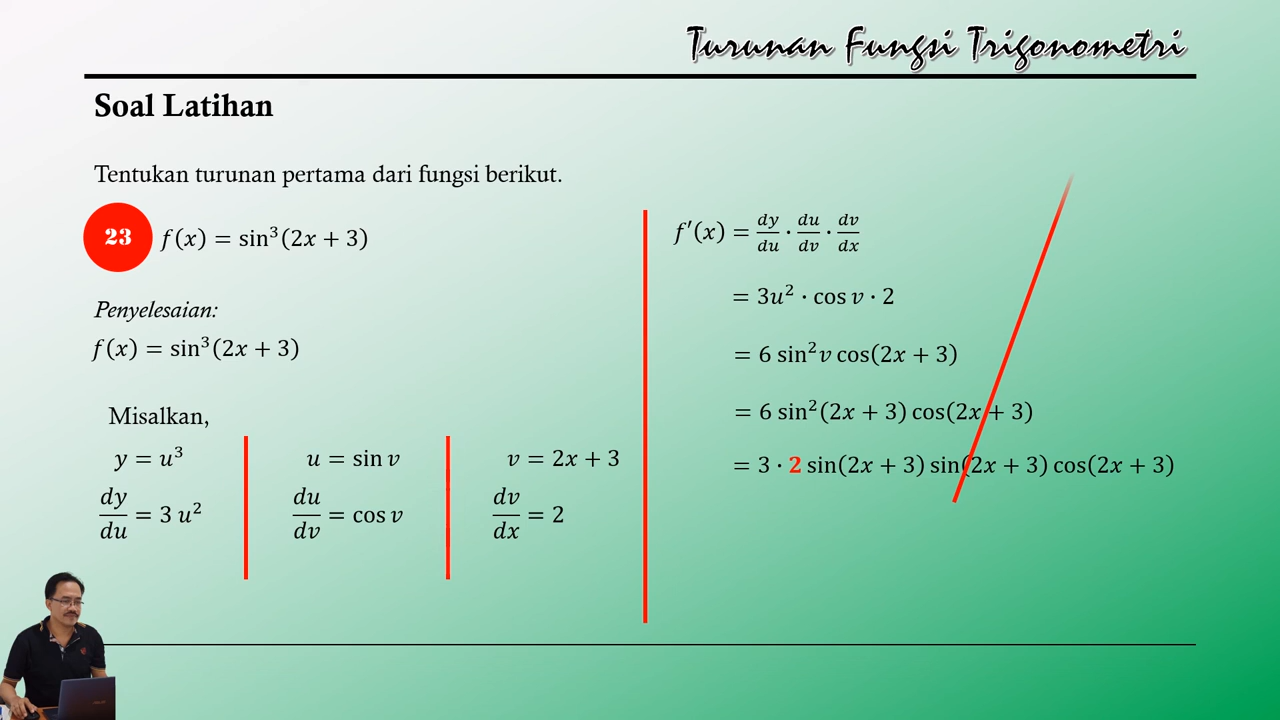 Turunan Fungsi Trigonometri
Soal Latihan
Tentukan turunan pertama dari fungsi berikut.
23 f(x) = sin³(2x + 3)
Penyelesaian:
f(x) = sin³(2x + 3)
Misalkan,
y = u³
dy/du = 3 u²
u = sin v
du/dv = cos v
v = 2x + 3
dv/dx = 2
f′(x) = dy/du · du/dv · dv/dx
= 3u² · cos v · 2
= 6 sin²v cos(2x + 3)
= 6 sin²(2x + 3) cos(2x + 3)
= 3 · 2 sin(2x + 3) sin(2x + 3) cos(2x + 3)